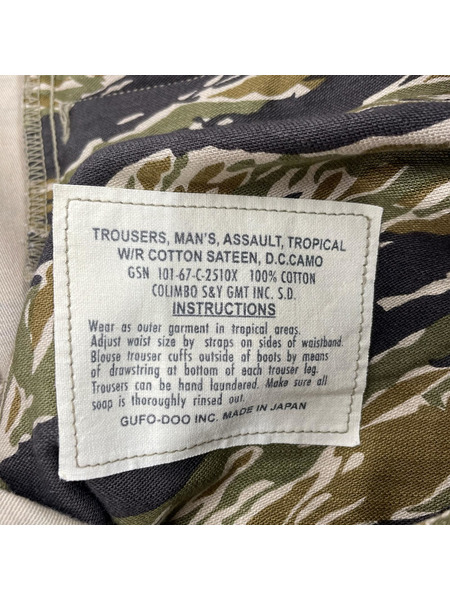 TROUSERS, MAN'S, ASSAULT, TROPICAL
W/R COTTON SATEEN, D.C.CAMO
GSN 101-67-C-2510X 100% COTTON
COLIMBO S&Y GMT INC. S.D.
INSTRUCTIONS
Wear as outer garment in tropical areas.
Adjust waist size by straps on sides of waistband.
Blouse trouser cuffs outside of boots by means
of drawstring at bottom of each trouser leg.
Trousers can be hand laundered. Make sure all
soap is thoroughly rinsed out.
GUFO-DOO INC. MADE IN JAPAN